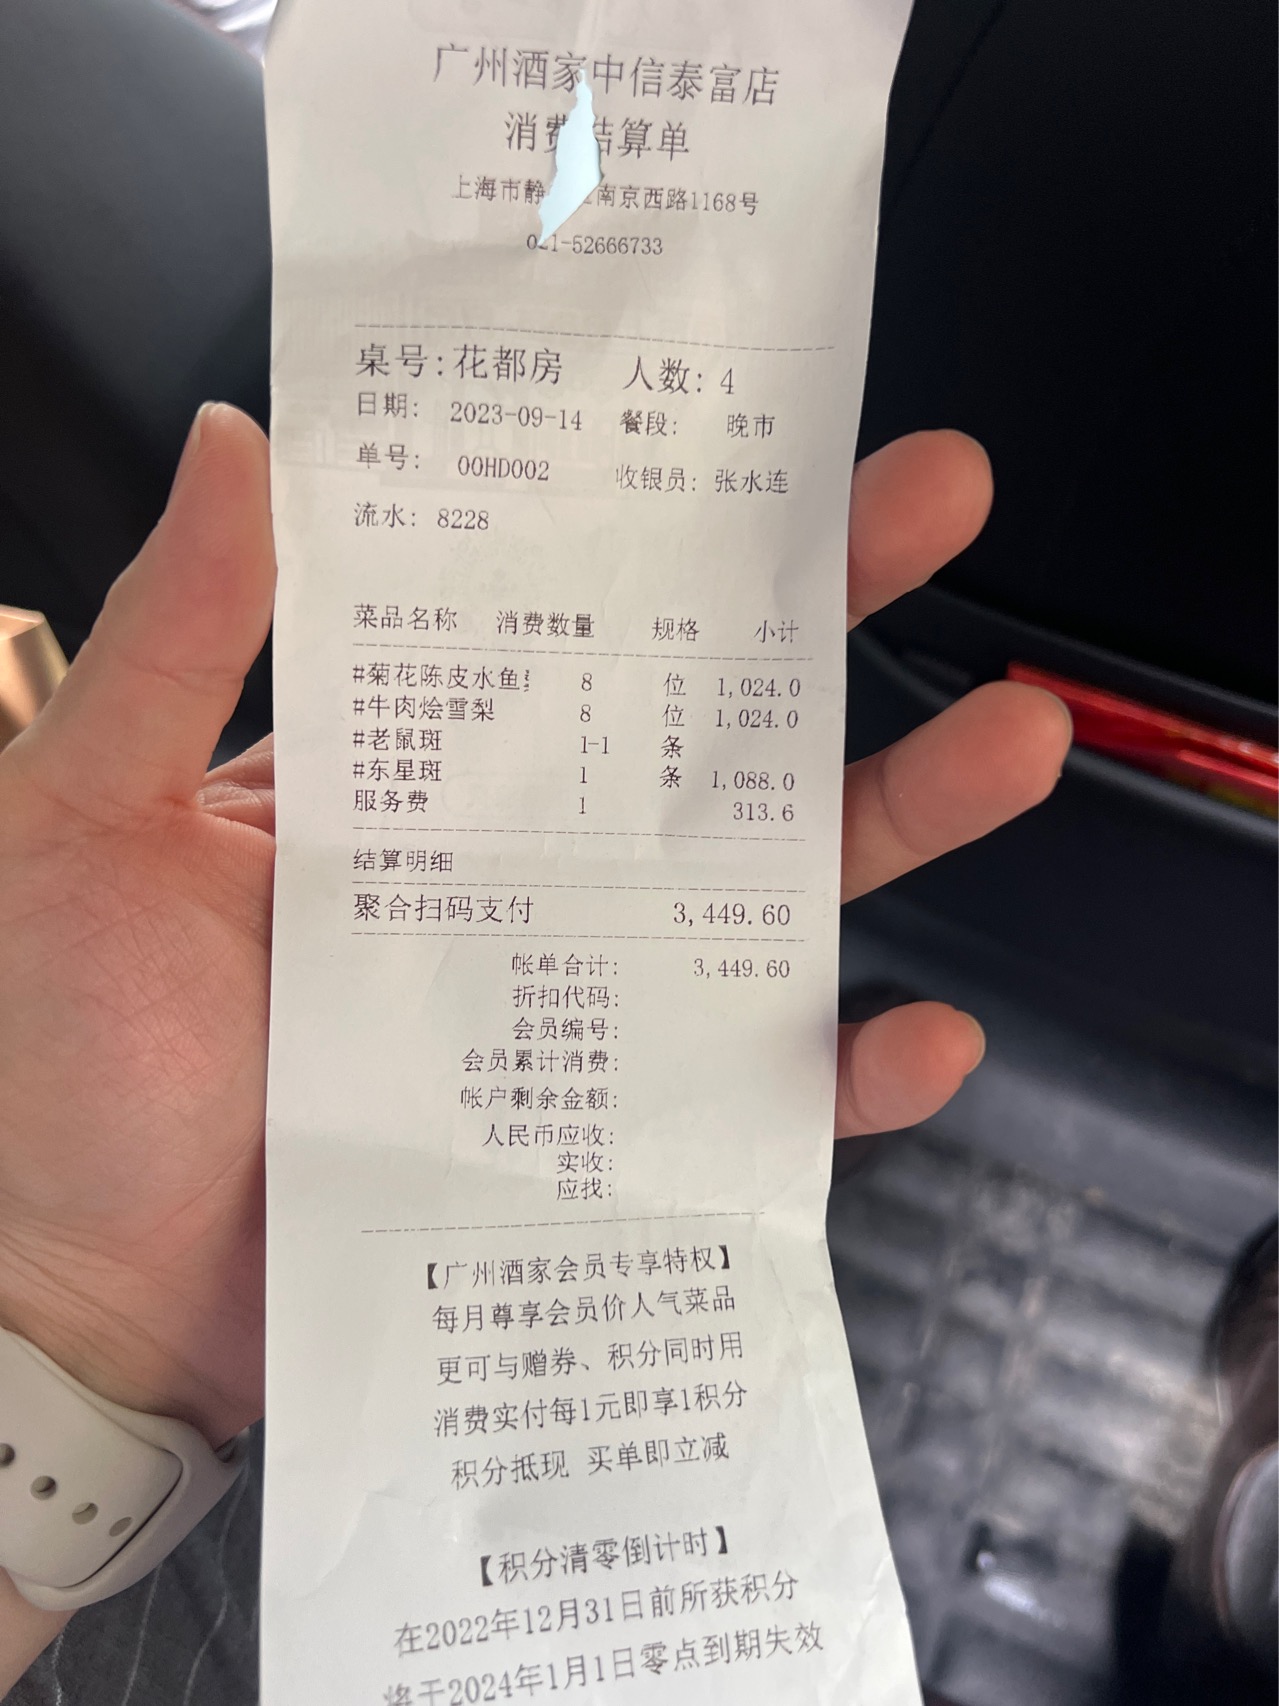 广州酒家中信泰富店
消费结算单
上海市静 南京西路1168号
021-52666733
桌号:花都房 人数: 4
日期: 2023-09-14 餐段: 晚市
单号: 00HD002 收银员: 张水连
流水: 8228
菜品名称 消费数量 规格 小计
#菊花陈皮水鱼 8 位 1,024.0
#牛肉烩雪梨 8 位 1,024.0
#老鼠斑 1-1 条
#东星斑 1 条 1,088.0
服务费 1 313.6
结算明细
聚合扫码支付 3,449.60
帐单合计: 3,449.60
折扣代码:
会员编号:
会员累计消费:
帐户剩余金额:
人民币应收:
实收:
应找:
【广州酒家会员专享特权】
每月尊享会员价人气菜品
更可与赠券、积分同时用
消费实付每1元即享1积分
积分抵现 买单即立减
【积分清零倒计时】
在2022年12月31日前所获积分
将于2024年1月1日零点到期失效